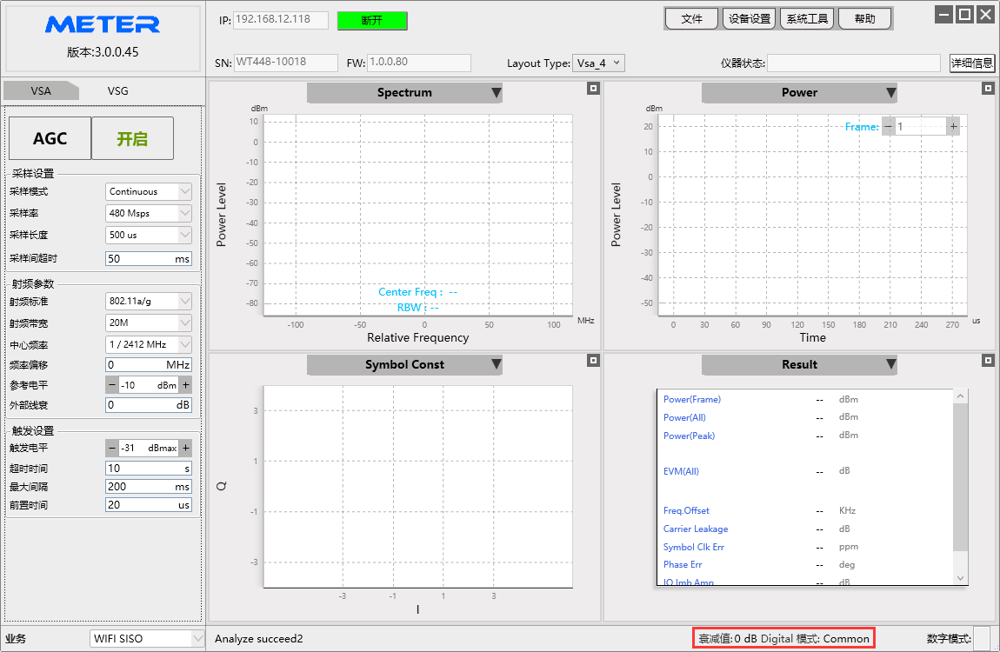 METER
版本:3.0.0.45
IP: 192.168.12.118 断开
文件 设备设置 系统工具 帮助
SN: WT448-10018 FW: 1.0.0.80 Layout Type: Vsa_4 仪器状态: 详细信息
VSA VSG
AGC 开启
采样设置
采样模式 Continuous
采样率 480 Msps
采样长度 500 us
采样间超时 50 ms
射频参数
射频标准 802.11a/g
射频带宽 20M
中心频率 1 / 2412 MHz
频率偏移 0 MHz
参考电平 − -10 dBm +
外部线衰 0 dB
触发设置
触发电平 − -31 dBmax +
超时时间 10 s
最大间隔 200 ms
前置时间 20 us
业务 WIFI SISO
Spectrum
dBm
10
0
-10
-20
-30
-40
-50
-60
-70
-80
Power Level
Center Freq : --
RBW : --
-100 -50 0 50 100 MHz
Relative Frequency
Power
dBm
Frame: − 1 +
20
10
0
-10
-20
-30
-40
-50
Power Level
0 30 60 90 120 150 180 210 240 270 us
Time
Symbol Const
3
1
-1
-3
Q
-3 -1 1 3
I
Result
Power(Frame) -- dBm
Power(All) -- dBm
Power(Peak) -- dBm
EVM(All) -- dB
Freq.Offset -- KHz
Carrier Leakage -- dB
Symbol Clk Err -- ppm
Phase Err -- deg
IQ Imb Amp -- dB
Analyze succeed2
衰减值:0 dB Digital 模式: Common
数字模式: